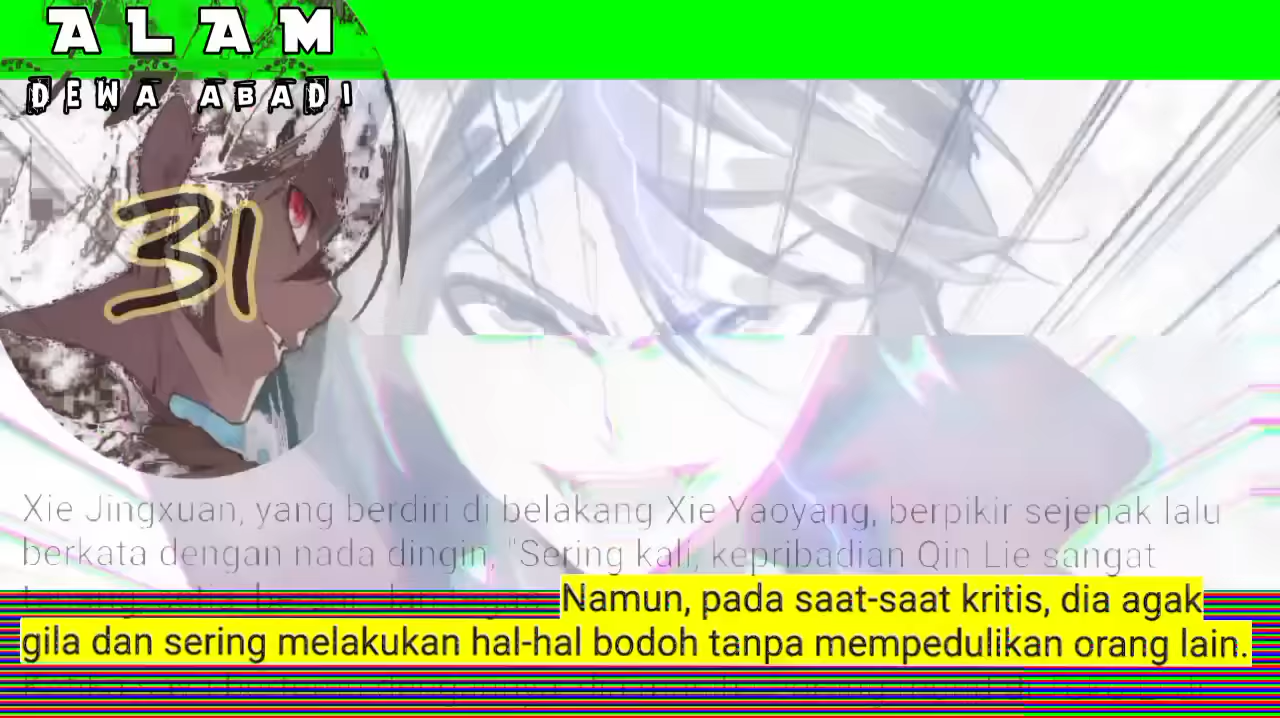 ALAM
DEWA ABADI
31
Xie Jingxuan, yang berdiri di belakang Xie Yaoyang, berpikir sejenak lalu
berkata dengan nada dingin, "Sering kali, kepribadian Qin Lie sangat
Namun, pada saat-saat kritis, dia agak
gila dan sering melakukan hal-hal bodoh tanpa mempedulikan orang lain.